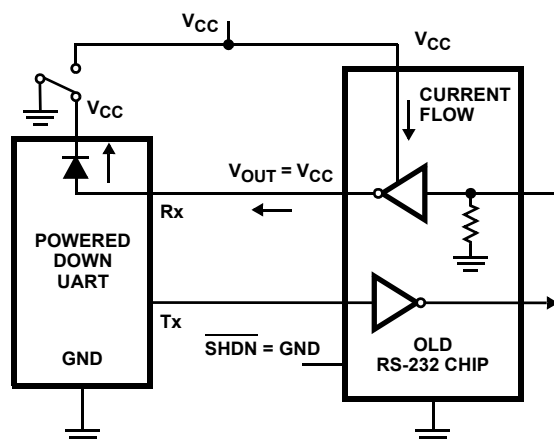 VCC
VCC
VCC
CURRENT
FLOW
VOUT = VCC
Rx
POWERED
DOWN
UART
Tx
SHDN = GND
GND
OLD
RS-232 CHIP